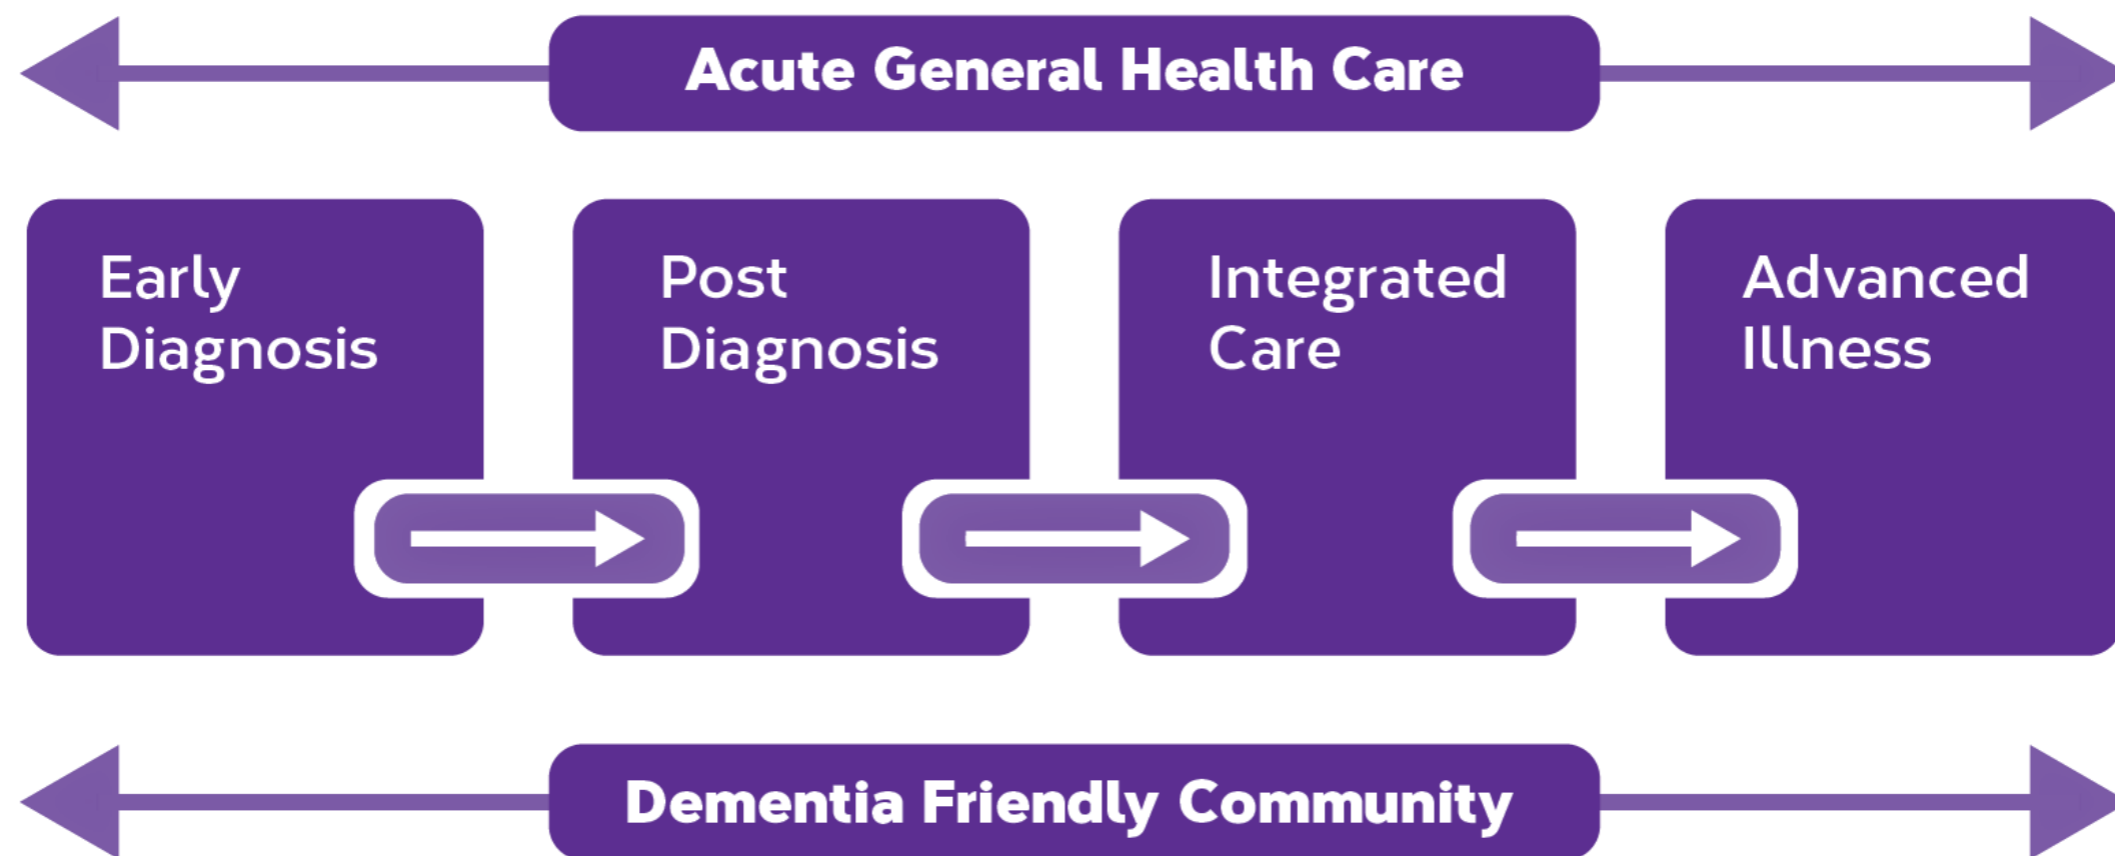 Acute General Health Care
Early
Diagnosis
Post
Diagnosis
Integrated
Care
Advanced
Illness
Dementia Friendly Community